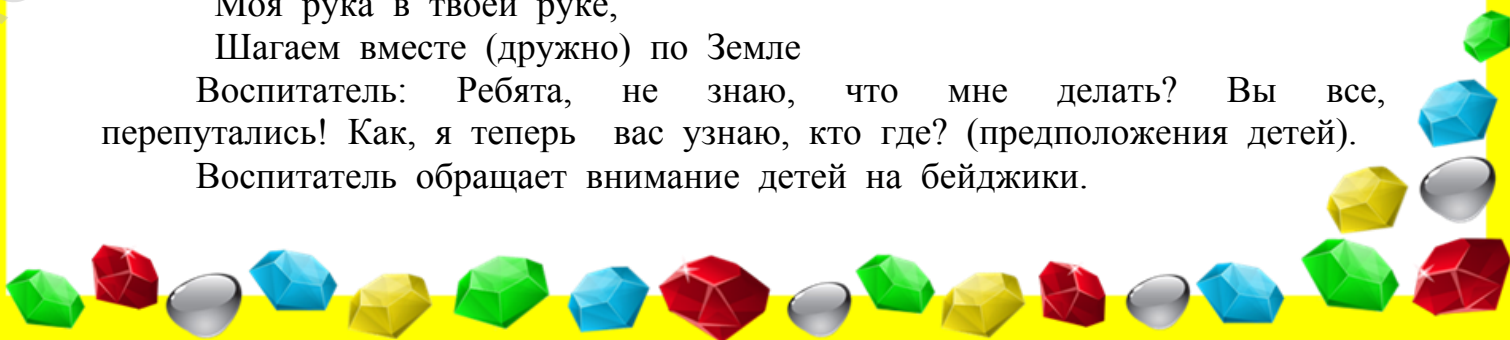 Моя рука в твоей руке,
Шагаем вместе (дружно) по Земле
Воспитатель: Ребята, не знаю, что мне делать? Вы все,
перепутались! Как, я теперь вас узнаю, кто где? (предположения детей).
Воспитатель обращает внимание детей на бейджики.